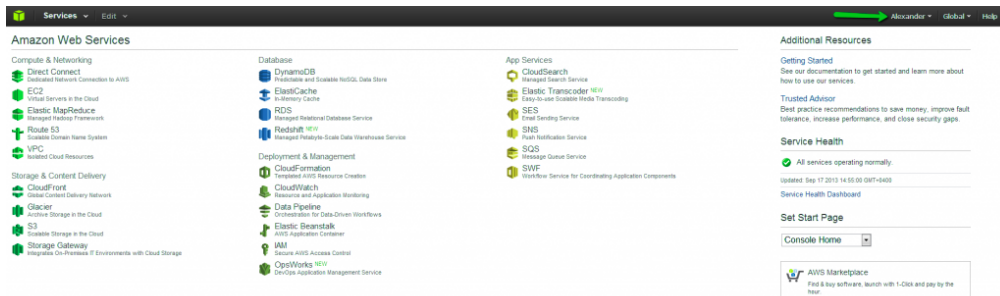 Services Edit Alexander Global Help
Amazon Web Services
Compute & Networking
Direct Connect
Dedicated Network Connection to AWS
EC2
Virtual Servers in the Cloud
Elastic MapReduce
Managed Hadoop Framework
Route 53
Scalable Domain Name System
VPC
Isolated Cloud Resources
Storage & Content Delivery
CloudFront
Global Content Delivery Network
Glacier
Archive Storage in the Cloud
S3
Scalable Storage in the Cloud
Storage Gateway
Integrates On-Premises IT Environments with Cloud Storage
Database
DynamoDB
Predictable and Scalable NoSQL Data Store
ElastiCache
In-Memory Cache
RDS
Managed Relational Database Service
Redshift NEW
Managed Petabyte-Scale Data Warehouse Service
Deployment & Management
CloudFormation
Templated AWS Resource Creation
CloudWatch
Resource and Application Monitoring
Data Pipeline
Orchestration for Data-Driven Workflows
Elastic Beanstalk
AWS Application Container
IAM
Secure AWS Access Control
OpsWorks NEW
DevOps Application Management Service
App Services
CloudSearch
Managed Search Service
Elastic Transcoder NEW
Easy-to-use Scalable Media Transcoding
SES
Email Sending Service
SNS
Push Notification Service
SQS
Message Queue Service
SWF
Workflow Service for Coordinating Application Components
Additional Resources
Getting Started
See our documentation to get started and learn more about
how to use our services.
Trusted Advisor
Best practice recommendations to save money, improve fault
tolerance, increase performance, and close security gaps.
Service Health
All services operating normally.
Updated: Sep 17 2013 14:55:00 GMT+0400
Service Health Dashboard
Set Start Page
Console Home
AWS Marketplace
Find & buy software, launch with 1-Click and pay by the
hour.